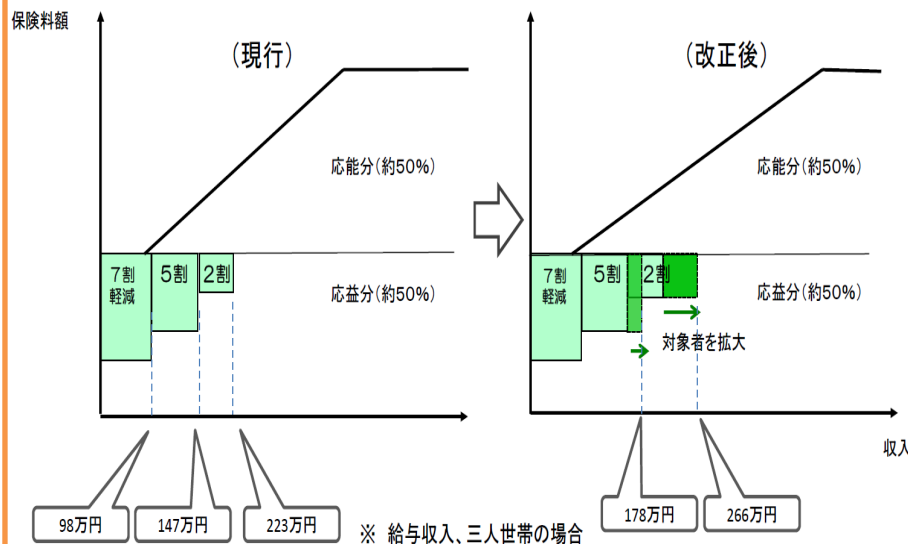 保険料額
（現行）
（改正後）
応能分（約50％）
応能分（約50％）
7割
軽減
5割
2割
応益分（約50％）
7割
軽減
5割
2割
応益分（約50％）
対象者を拡大
収入
98万円
147万円
223万円
178万円
266万円
※ 給与収入、三人世帯の場合